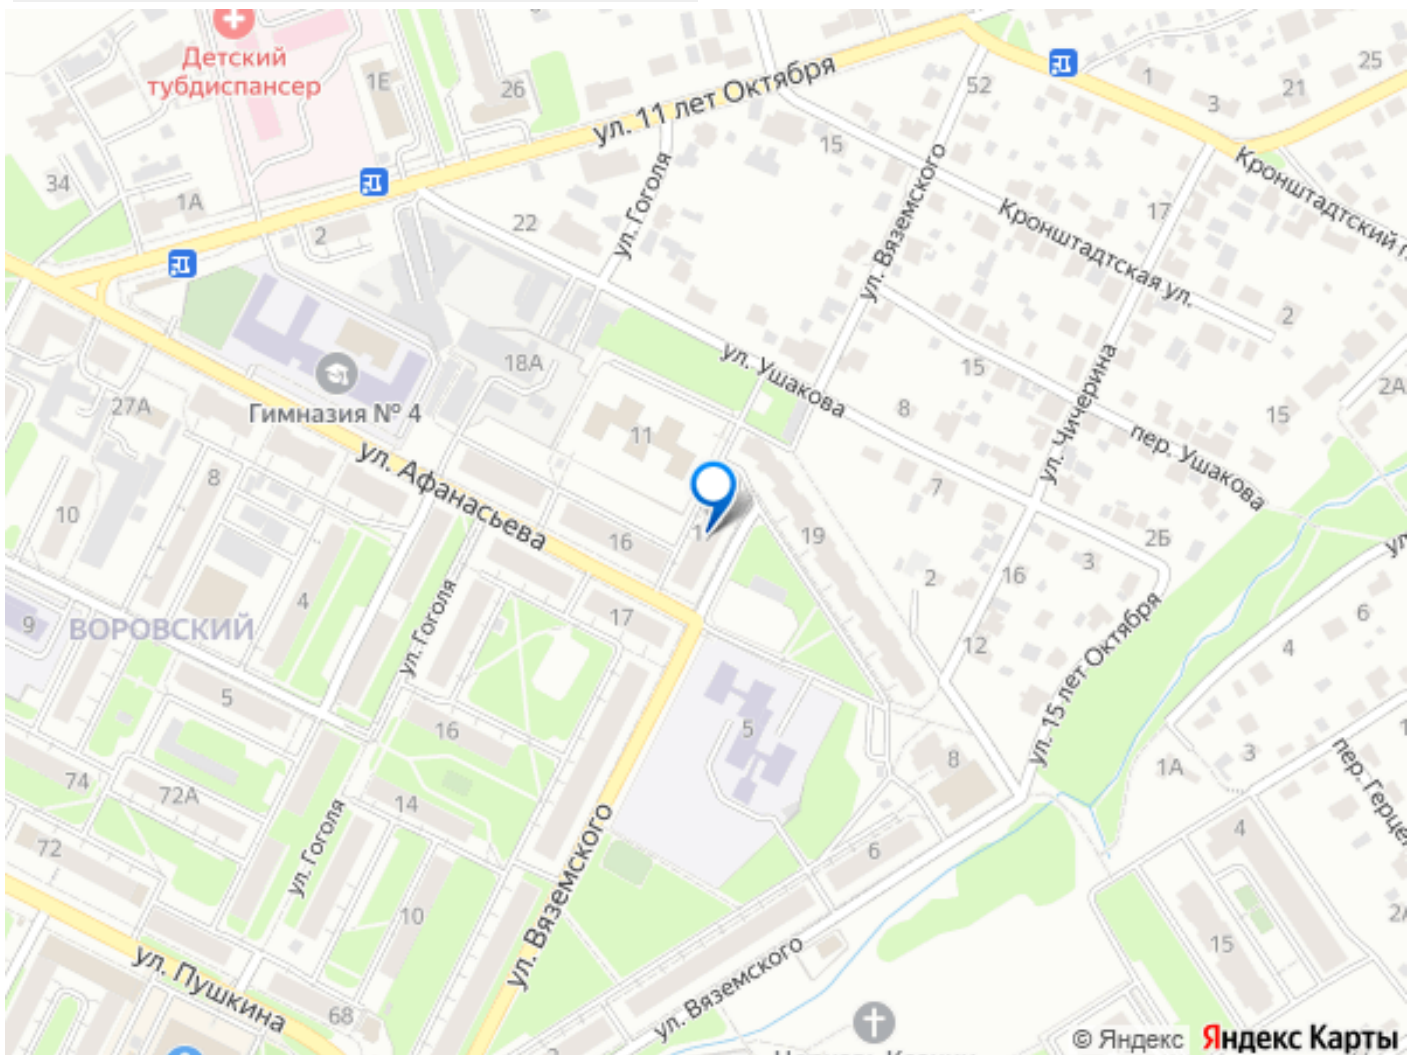 Детский
тубдиспансер
1Е
26
ул. 11 лет Октября
52
1
3
21
25
34
1А
2
22
15
ул. Гоголя
ул. Вяземского
17
Кронштадтский п.
Кронштадтская ул.
2
18А
Гимназия № 4
27А
ул. Ушакова
8
15
ул. Чичерина
15
2А
пер. Ушакова
11
ул. Афанасьева
8
10
16
19
7
2Б
3
16
2
12
ул
6
4
9
ВОРОВСКИЙ
4
ул. Гоголя
17
ул. 15 лет Октября
5
16
5
8
1А
3
пер. Герце
74
72А
14
ул. Гоголя
72
ул. Вяземского
6
4
10
15
2А
ул. Пушкина
68
ул. Вяземского
© Яндекс Яндекс Карты